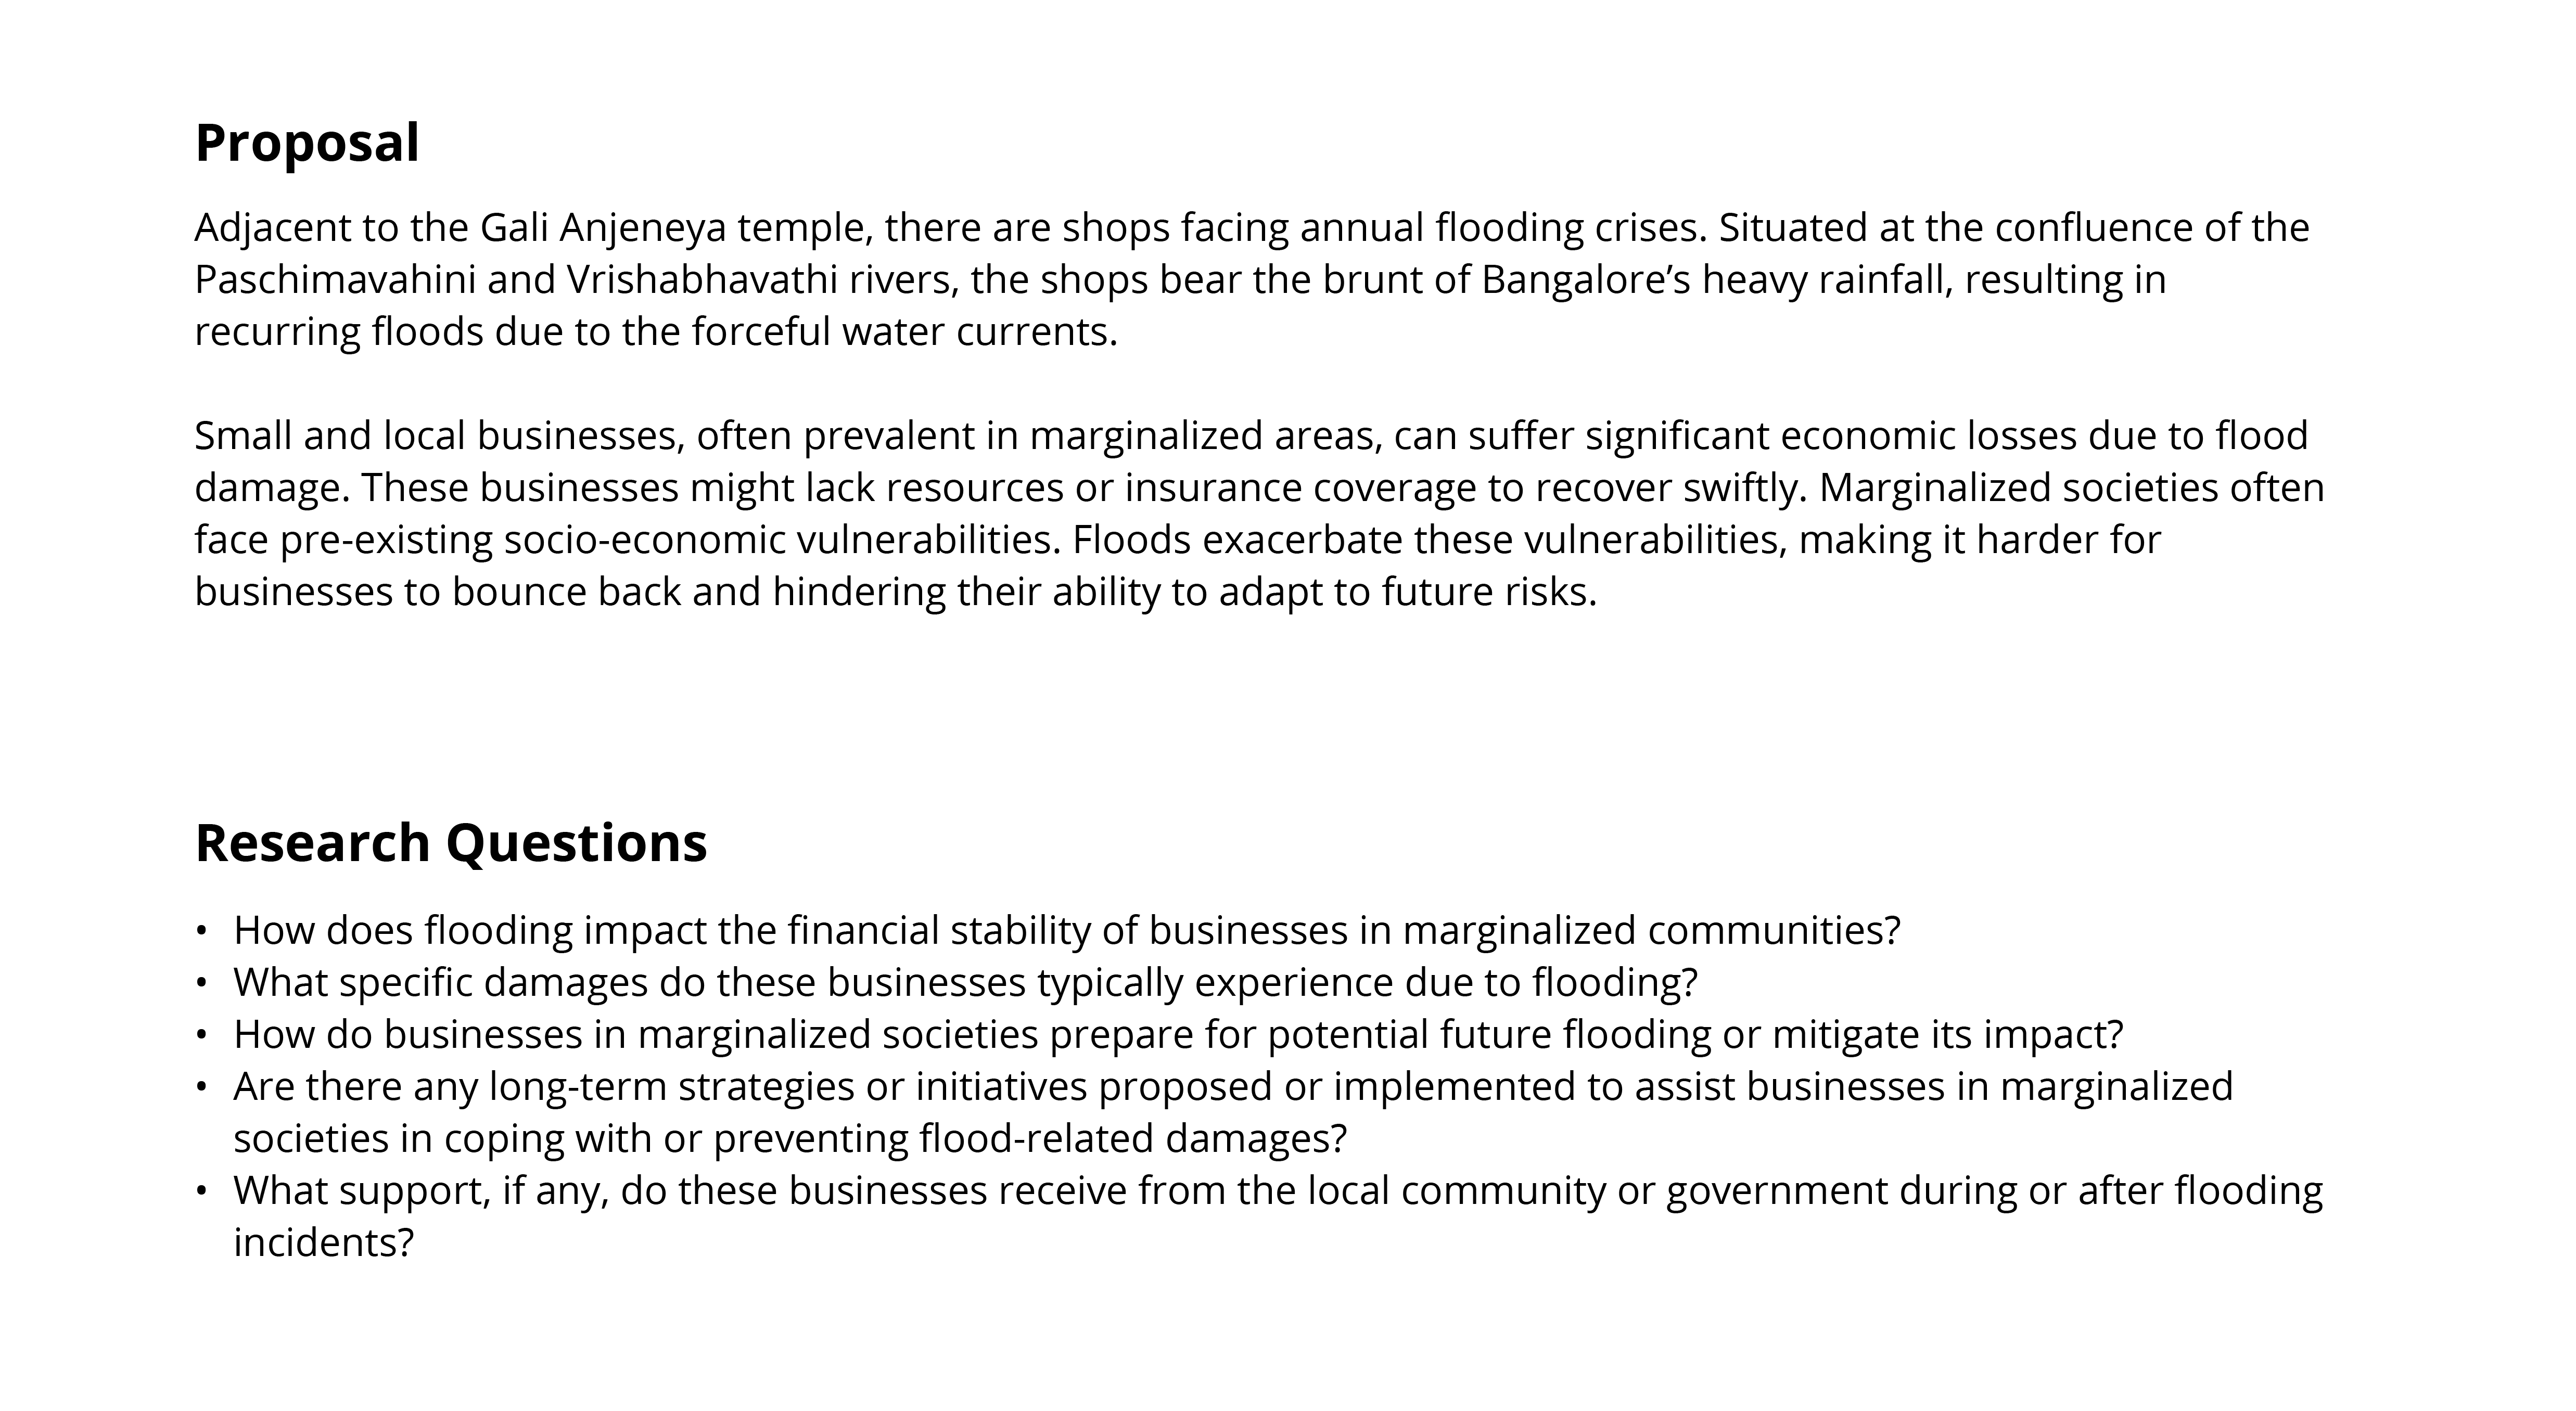 Proposal
Adjacent to the Gali Anjeneya temple, there are shops facing annual flooding crises. Situated at the confluence of the
Paschimavahini and Vrishabhavathi rivers, the shops bear the brunt of Bangalore’s heavy rainfall, resulting in
recurring floods due to the forceful water currents.
Small and local businesses, often prevalent in marginalized areas, can suffer significant economic losses due to flood
damage. These businesses might lack resources or insurance coverage to recover swiftly. Marginalized societies often
face pre-existing socio-economic vulnerabilities. Floods exacerbate these vulnerabilities, making it harder for
businesses to bounce back and hindering their ability to adapt to future risks.
Research Questions
• How does flooding impact the financial stability of businesses in marginalized communities?
• What specific damages do these businesses typically experience due to flooding?
• How do businesses in marginalized societies prepare for potential future flooding or mitigate its impact?
• Are there any long-term strategies or initiatives proposed or implemented to assist businesses in marginalized
societies in coping with or preventing flood-related damages?
• What support, if any, do these businesses receive from the local community or government during or after flooding
incidents?